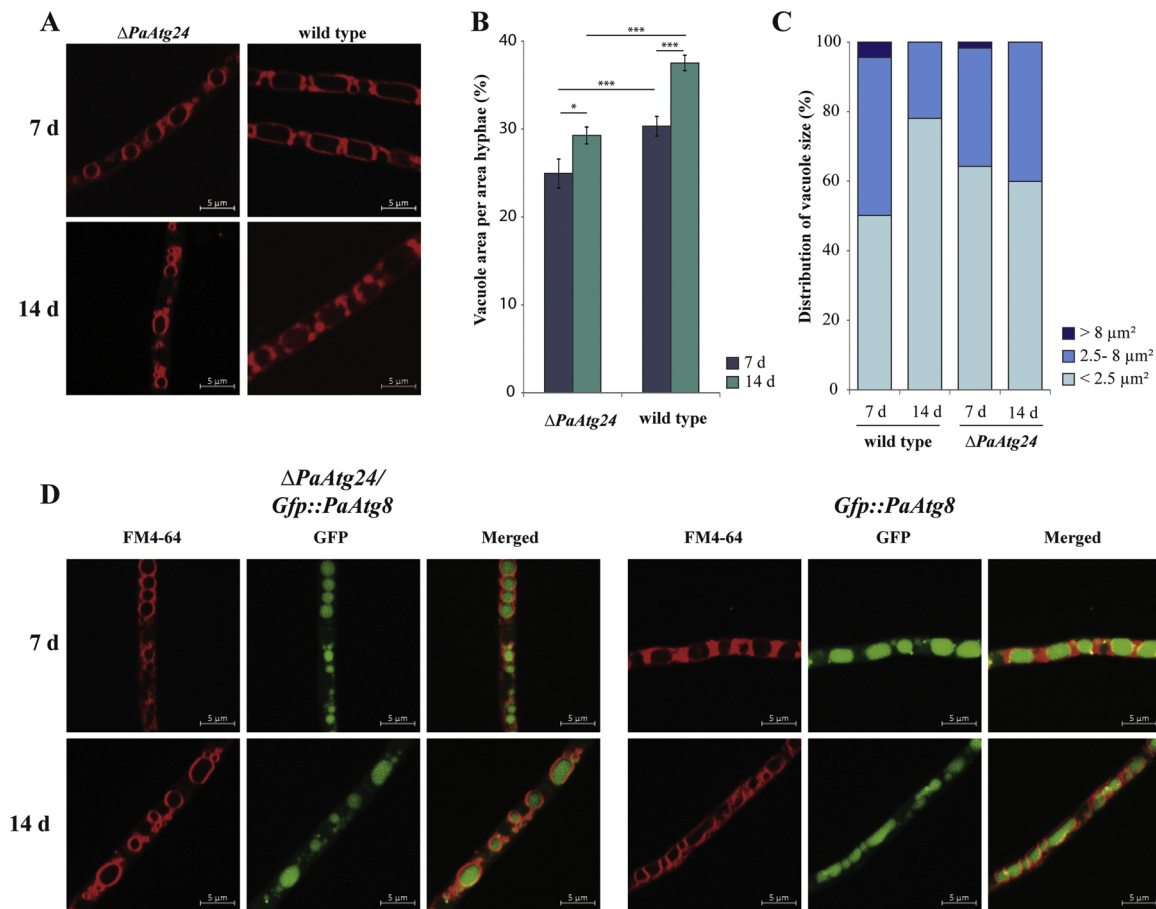 A
ΔPaAtg24
wild type
7 d
5 µm
5 µm
14 d
5 µm
5 µm
B
Vacuole area per area hyphae (%)
40
30
20
10
0
***
***
***
*
ΔPaAtg24
wild type
7 d
14 d
C
Distribution of vacuole size (%)
100
80
60
40
20
0
7 d 14 d 7 d 14 d
wild type
ΔPaAtg24
> 8 µm²
2.5- 8 µm²
< 2.5 µm²
D
ΔPaAtg24/
Gfp::PaAtg8
Gfp::PaAtg8
FM4-64
GFP
Merged
FM4-64
GFP
Merged
7 d
5 µm
5 µm
5 µm
5 µm
5 µm
5 µm
14 d
5 µm
5 µm
5 µm
5 µm
5 µm
5 µm